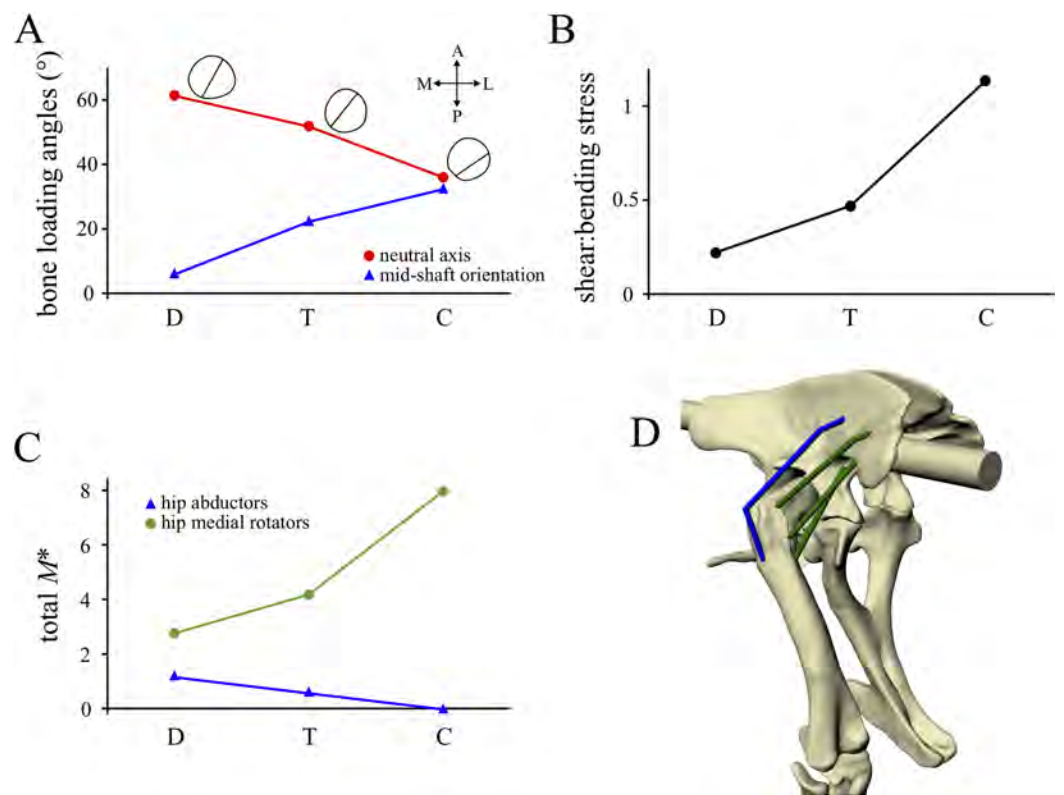 A
bone loading angles (°)
60
40
20
0
A
M L
P
neutral axis
mid-shaft orientation
D T C
B
shear:bending stress
1
0.5
0
D T C
C
total M*
8
6
4
2
0
hip abductors
hip medial rotators
D T C
D